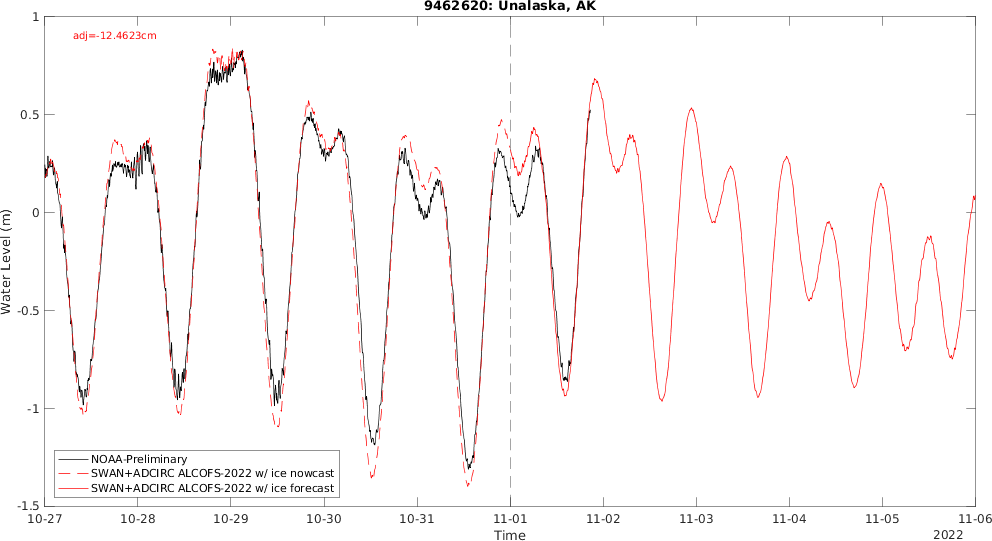 9462620: Unalaska, AK
adj=-12.4623cm
Water Level (m)
1
0.5
0
-0.5
-1
-1.5
NOAA-Preliminary
SWAN+ADCIRC ALCOFS-2022 w/ ice nowcast
SWAN+ADCIRC ALCOFS-2022 w/ ice forecast
10-27 10-28 10-29 10-30 10-31 11-01 11-02 11-03 11-04 11-05 11-06
Time
2022